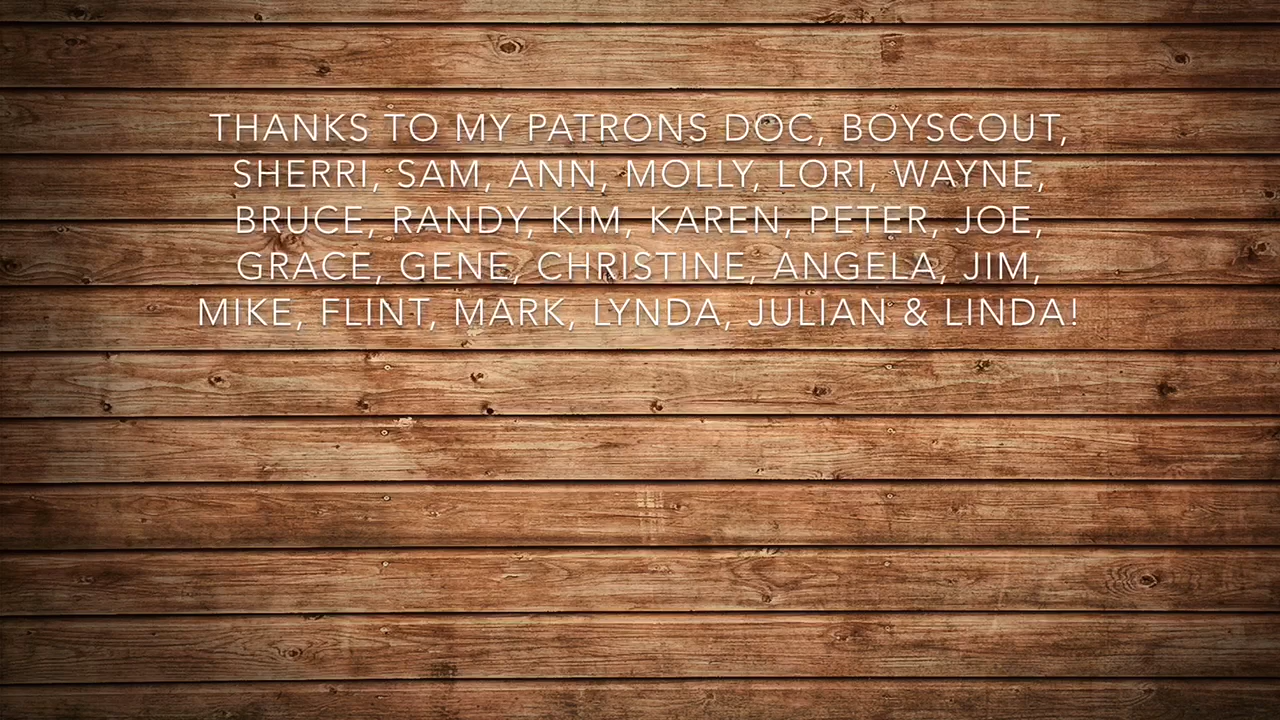 THANKS TO MY PATRONS DOC, BOYSCOUT,
SHERRI, SAM, ANN, MOLLY, LORI, WAYNE,
BRUCE, RANDY, KIM, KAREN, PETER, JOE,
GRACE, GENE, CHRISTINE, ANGELA, JIM,
MIKE, FLINT, MARK, LYNDA, JULIAN & LINDA!